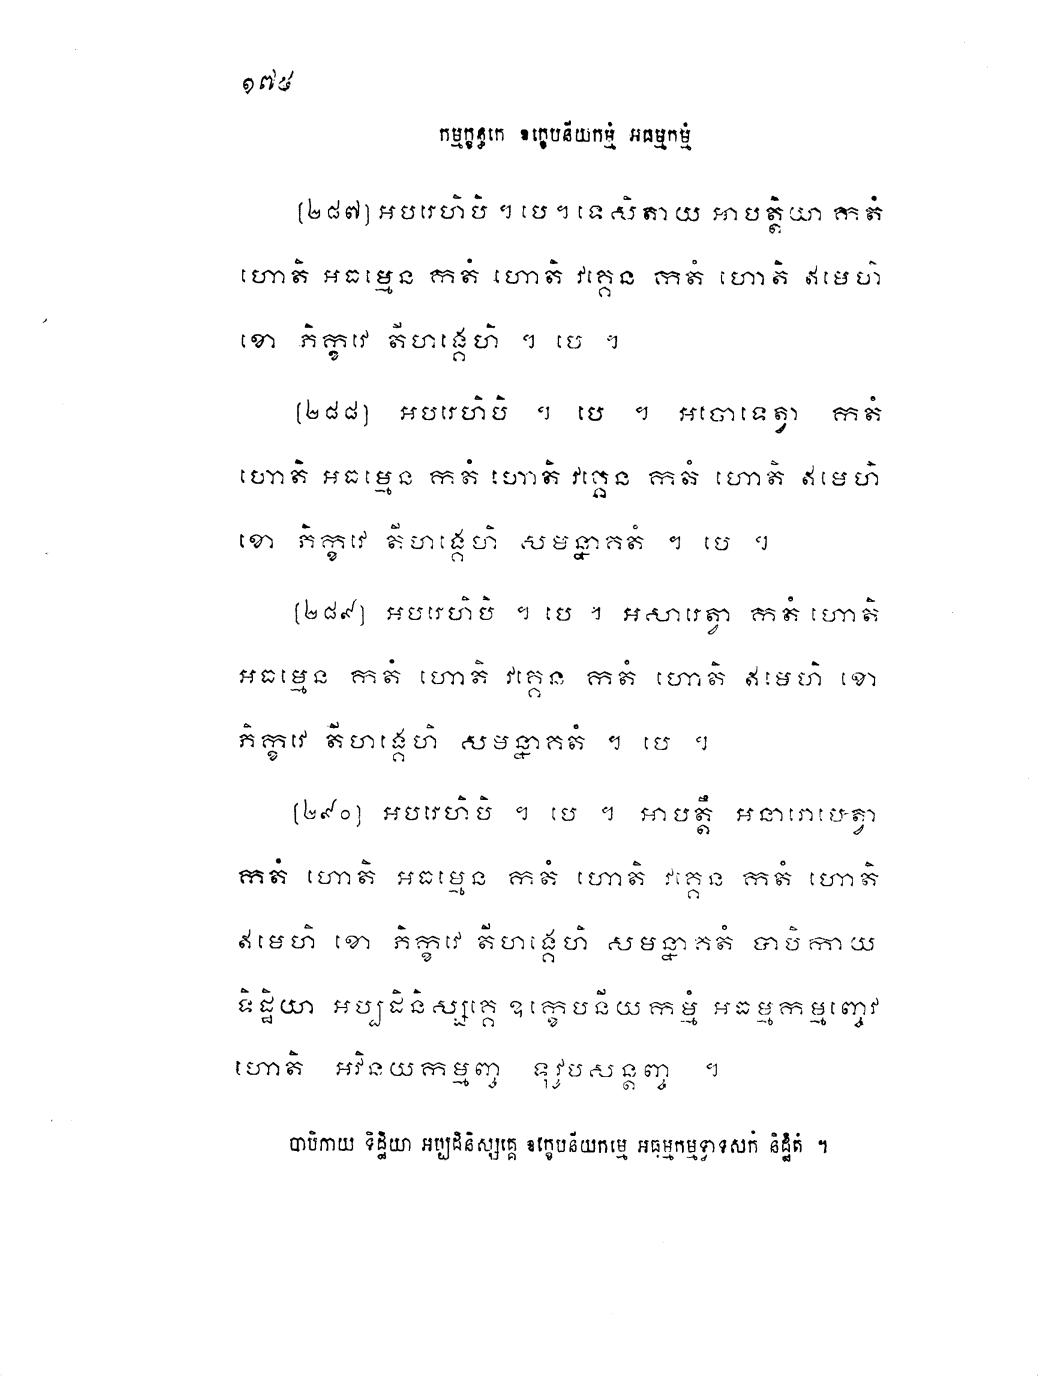 ១៧៤
កម្មក្ខន្ធកេ ឧក្ខេបនីយកម្មំ អធម្មកម្មំ
[២៨៧] អបរេហិបិ ។ បេ ។ ទេសិតាយ អាបត្តិយា កតំ
ហោតិ អធម្មេន កតំ ហោតិ វគ្គេន កតំ ហោតិ ឥមេហិ
ខោ ភិក្ខវេ តីហង្គេហិ ។ បេ ។
[២៨៨] អបរេហិបិ ។ បេ ។ អចោទេត្វា កតំ
ហោតិ អធម្មេន កតំ ហោតិ វគ្គេន កតំ ហោតិ ឥមេហិ
ខោ ភិក្ខវេ តីហង្គេហិ សមន្នាគតំ ។ បេ ។
[២៨៩] អបរេហិបិ ។ បេ ។ អសារេត្វា កតំ ហោតិ
អធម្មេន កតំ ហោតិ វគ្គេន កតំ ហោតិ ឥមេហិ ខោ
ភិក្ខវេ តីហង្គេហិ សមន្នាគតំ ។ បេ ។
[២៩០] អបរេហិបិ ។ បេ ។ អាបត្តឹ អនារោបេត្វា
កតំ ហោតិ អធម្មេន កតំ ហោតិ វគ្គេន កតំ ហោតិ
ឥមេហិ ខោ ភិក្ខវេ តីហង្គេហិ សមន្នាគតំ បាបិកាយ
ទិដ្ឋិយា អប្បដិនិស្សគ្គេ ឧក្ខេបនីយកម្មំ អធម្មកម្មញ្ចេវ
ហោតិ អវិនយកម្មញ្ច ទុវូបសន្តញ្ច ។
បាបិកាយ ទិដ្ឋិយា អប្បដិនិស្សគ្គេ ឧក្ខេបនីយកម្មេ អធម្មកម្មទ្វាទសកំ និដ្ឋិតំ ។